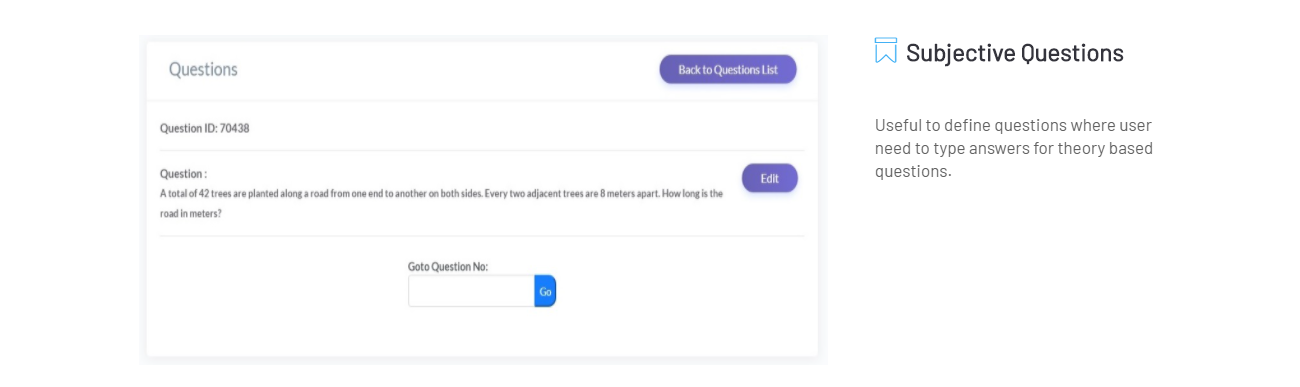 Questions
Back to Questions List
Question ID: 70438
Question :
Edit
A total of 42 trees are planted along a road from one end to another on both sides. Every two adjacent trees are 8 meters apart. How long is the
road in meters?
Goto Question No:
Go
Subjective Questions
Useful to define questions where user
need to type answers for theory based
questions.